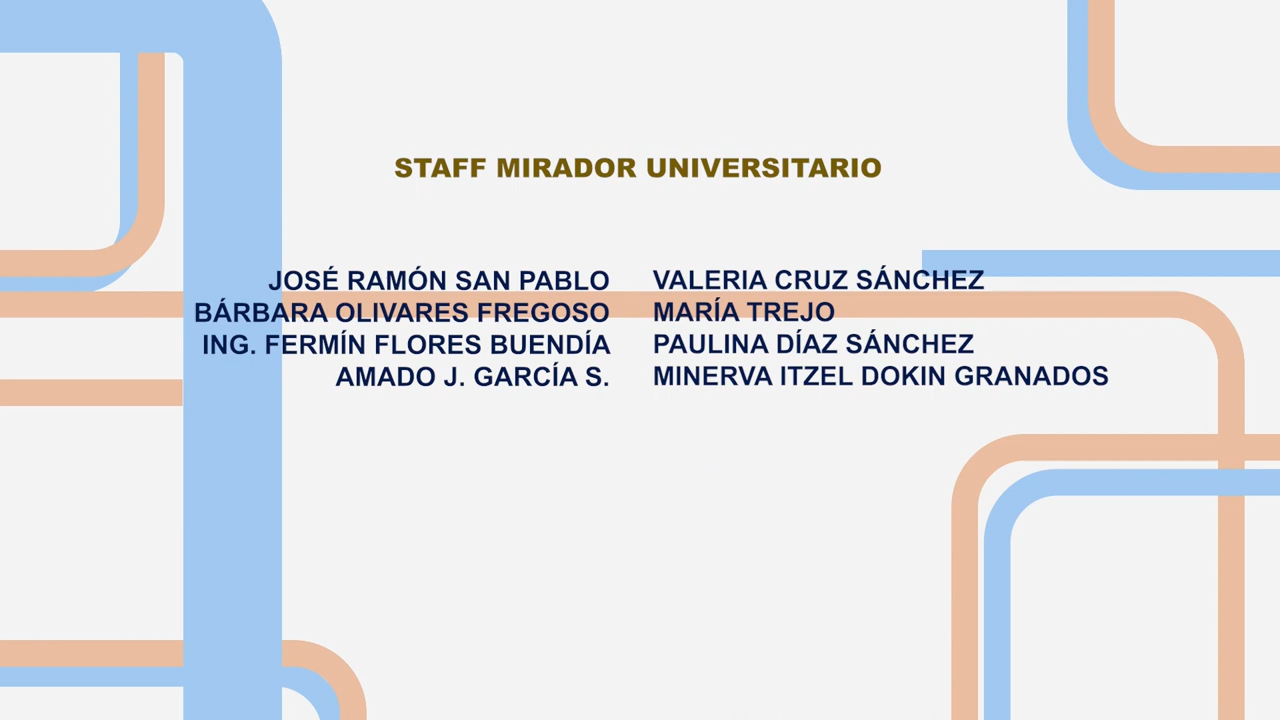 STAFF MIRADOR UNIVERSITARIO
JOSÉ RAMÓN SAN PABLO
BÁRBARA OLIVARES FREGOSO
ING. FERMÍN FLORES BUENDÍA
AMADO J. GARCÍA S.
VALERIA CRUZ SÁNCHEZ
MARÍA TREJO
PAULINA DÍAZ SÁNCHEZ
MINERVA ITZEL DOKIN GRANADOS